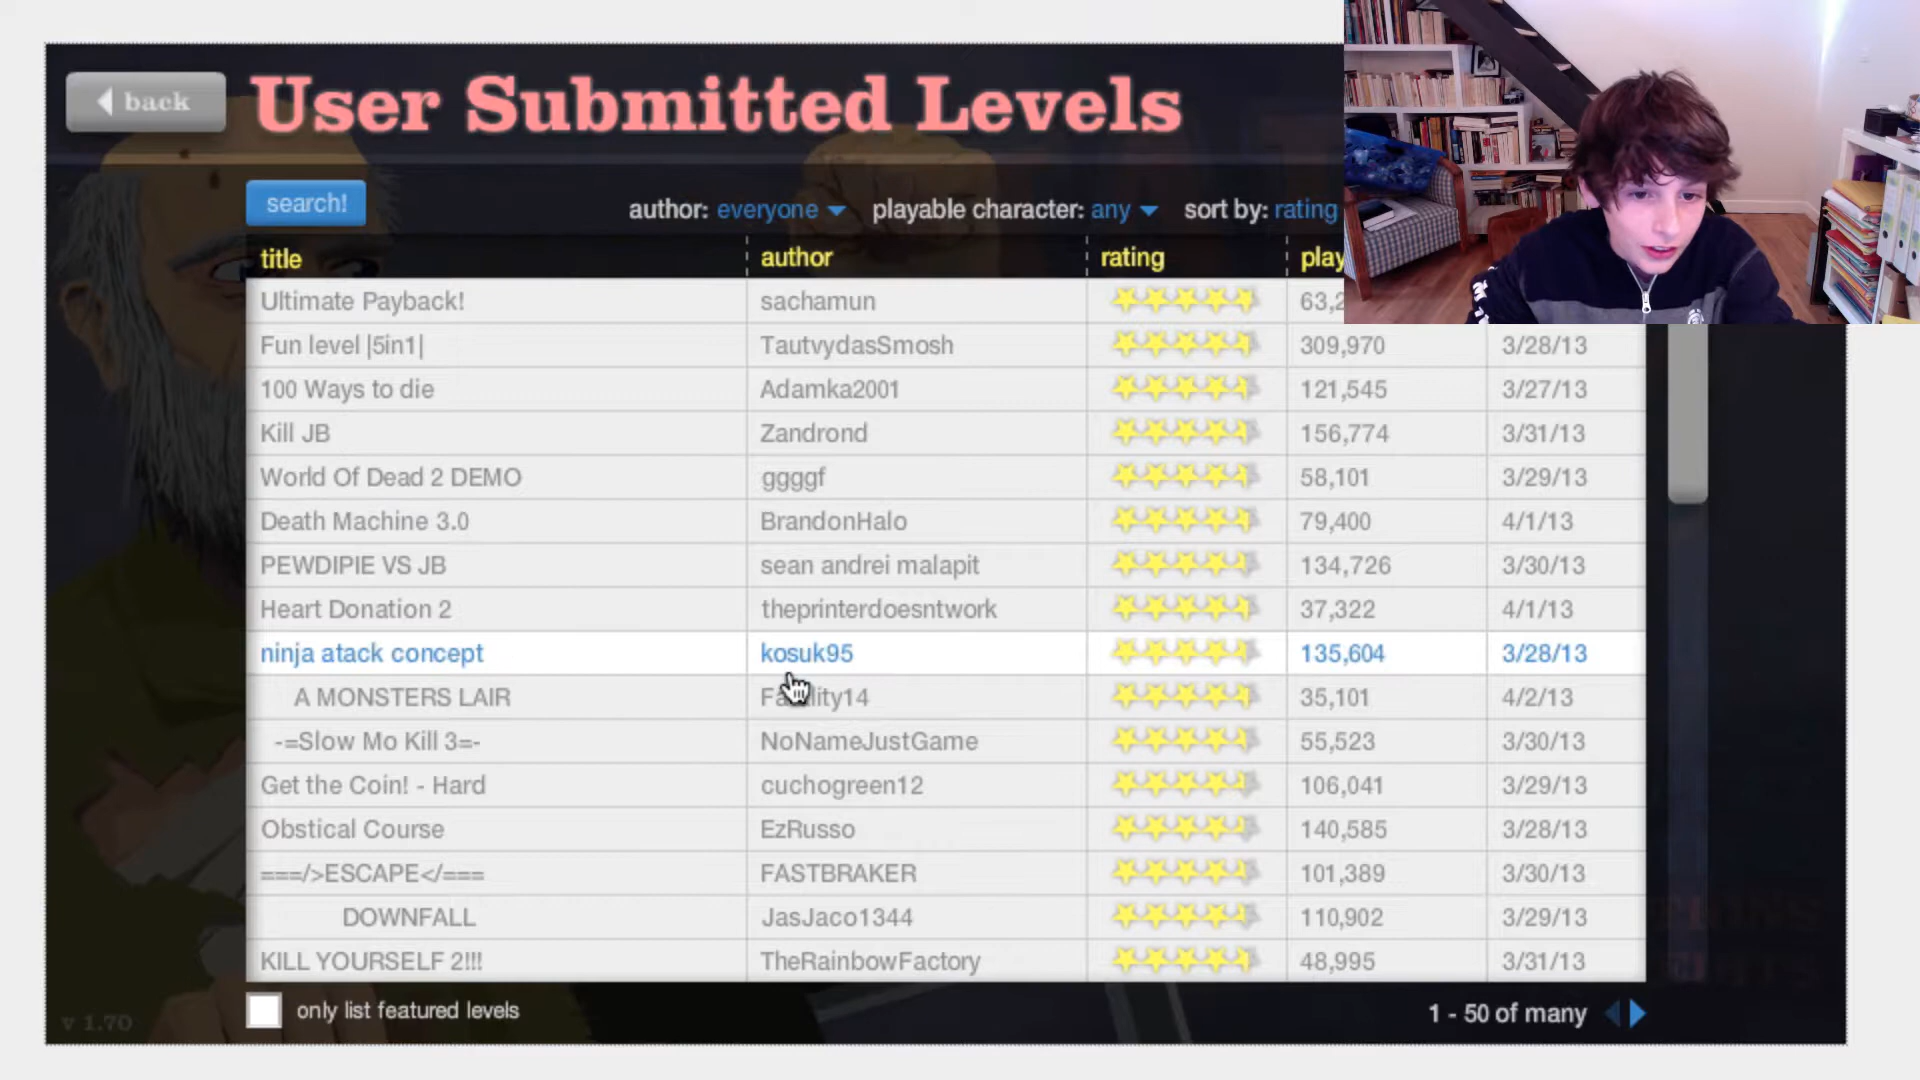 back
User Submitted Levels
search!
author: everyone playable character: any sort by: rating
title author rating play
Ultimate Payback! sachamun 63,2
Fun level |5in1| TautvydasSmosh 309,970 3/28/13
100 Ways to die Adamka2001 121,545 3/27/13
Kill JB Zandrond 156,774 3/31/13
World Of Dead 2 DEMO ggggf 58,101 3/29/13
Death Machine 3.0 BrandonHalo 79,400 4/1/13
PEWDIPIE VS JB sean andrei malapit 134,726 3/30/13
Heart Donation 2 theprinterdoesntwork 37,322 4/1/13
ninja atack concept kosuk95 135,604 3/28/13
A MONSTERS LAIR 35,101 4/2/13
-=Slow Mo Kill 3=- NoNameJustGame 55,523 3/30/13
Get the Coin! - Hard cuchogreen12 106,041 3/29/13
Obstical Course EzRusso 140,585 3/28/13
===/>ESCAPE</=== FASTBRAKER 101,389 3/30/13
DOWNFALL JasJaco1344 110,902 3/29/13
KILL YOURSELF 2!!! TheRainbowFactory 48,995 3/31/13
only list featured levels 1 - 50 of many
v 1.70